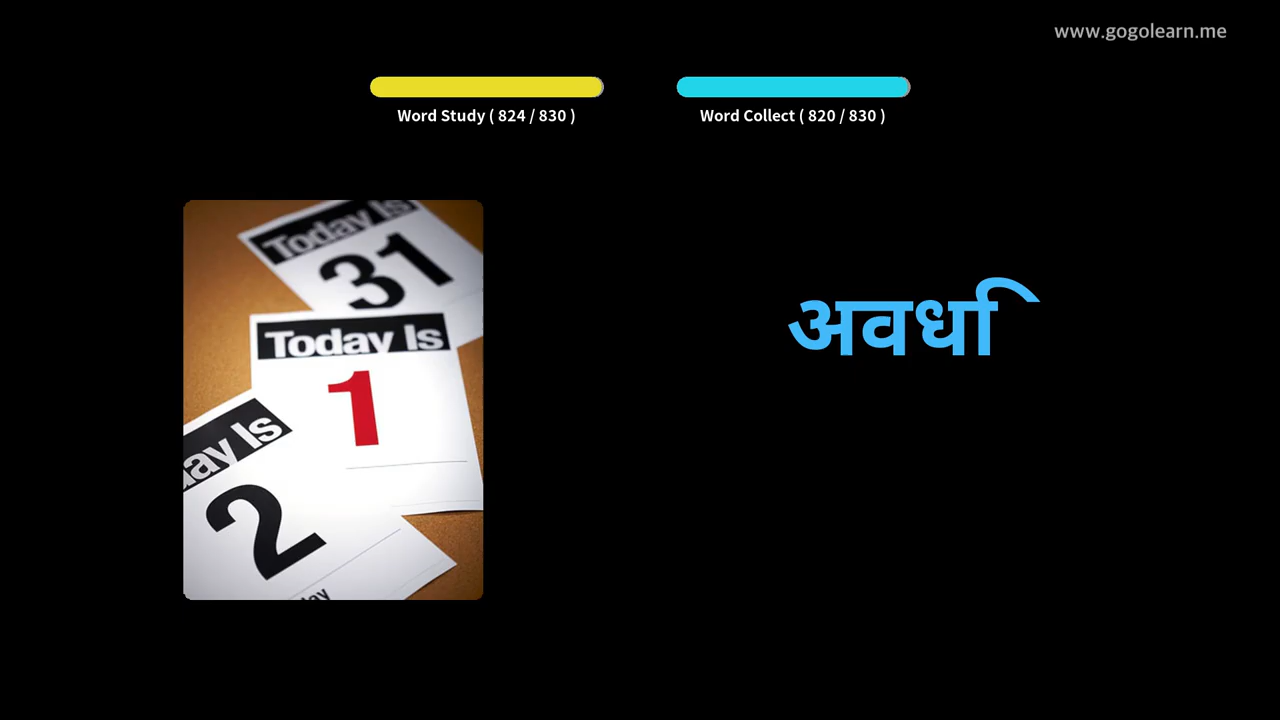 www.gogolearn.me
Word Study ( 824 / 830 )
Word Collect ( 820 / 830 )
Today Is
31
Today Is
1
ay Is
2
अवधि